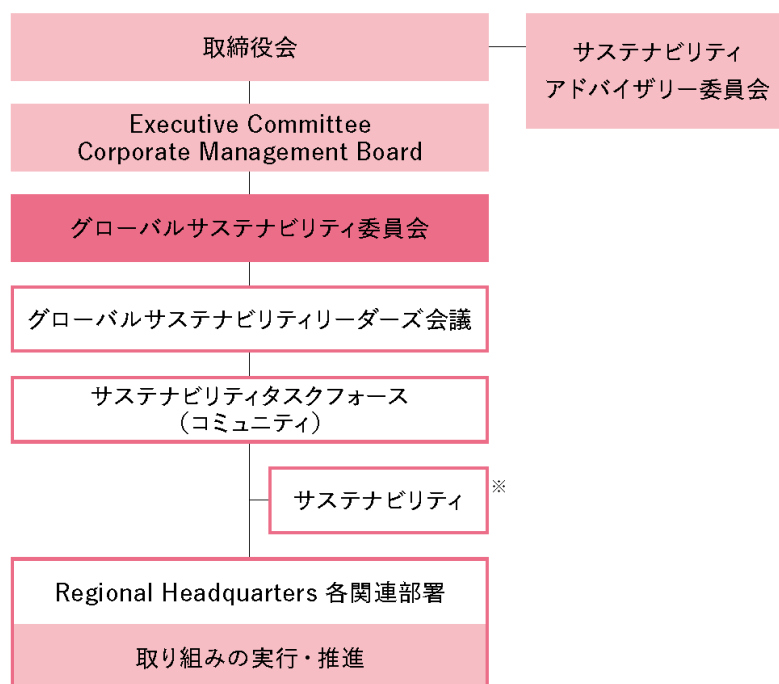 取締役会
サステナビリティ
アドバイザリー委員会
Executive Committee
Corporate Management Board
グローバルサステナビリティ委員会
グローバルサステナビリティリーダーズ会議
サステナビリティタスクフォース
（コミュニティ）
サステナビリティ ※
Regional Headquarters 各関連部署
取り組みの実行・推進